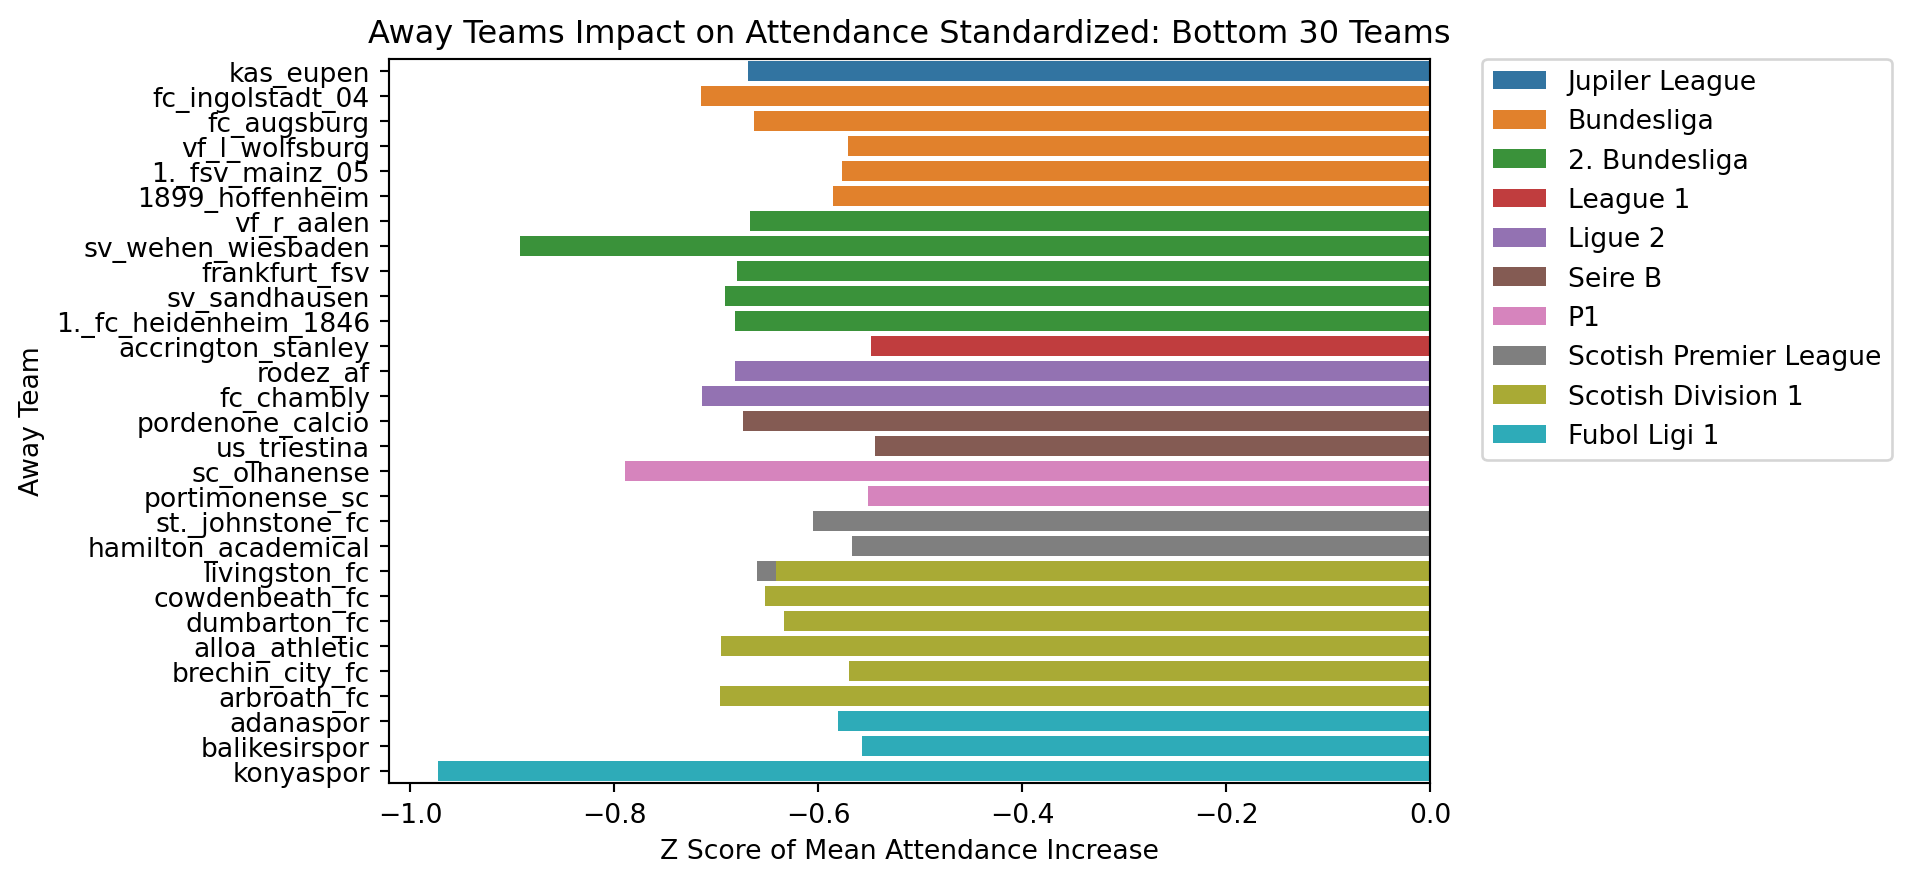 Away Teams Impact on Attendance Standardized: Bottom 30 Teams
Away Team
kas_eupen
fc_ingolstadt_04
fc_augsburg
vf_l_wolfsburg
1._fsv_mainz_05
1899_hoffenheim
vf_r_aalen
sv_wehen_wiesbaden
frankfurt_fsv
sv_sandhausen
1._fc_heidenheim_1846
accrington_stanley
rodez_af
fc_chambly
pordenone_calcio
us_triestina
sc_olhanense
portimonense_sc
st._johnstone_fc
hamilton_academical
livingston_fc
cowdenbeath_fc
dumbarton_fc
alloa_athletic
brechin_city_fc
arbroath_fc
adanaspor
balikesirspor
konyaspor
−1.0 −0.8 −0.6 −0.4 −0.2 0.0
Z Score of Mean Attendance Increase
Jupiler League
Bundesliga
2. Bundesliga
League 1
Ligue 2
Seire B
P1
Scotish Premier League
Scotish Division 1
Fubol Ligi 1